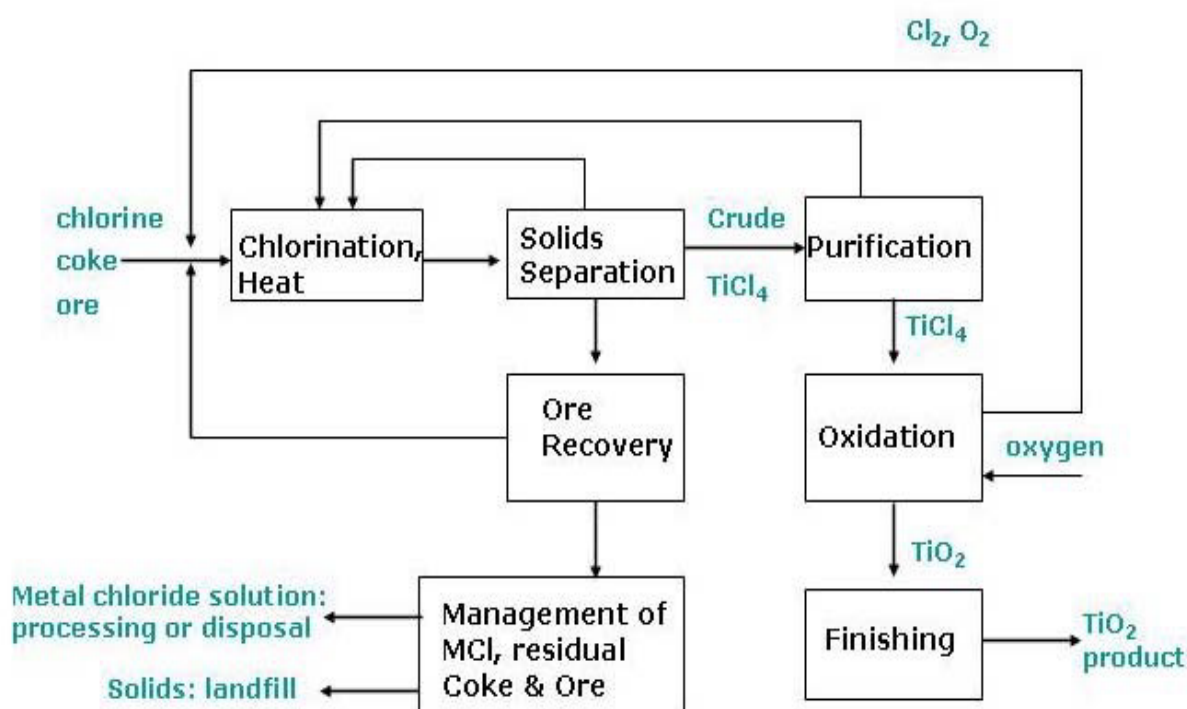 Cl₂, O₂
chlorine
coke
ore
Chlorination,
Heat
Solids
Separation
Crude
TiCl₄
Purification
TiCl₄
Ore
Recovery
Oxidation
oxygen
TiO₂
Metal chloride solution:
processing or disposal
Solids: landfill
Management of
MCl, residual
Coke & Ore
Finishing
TiO₂
product